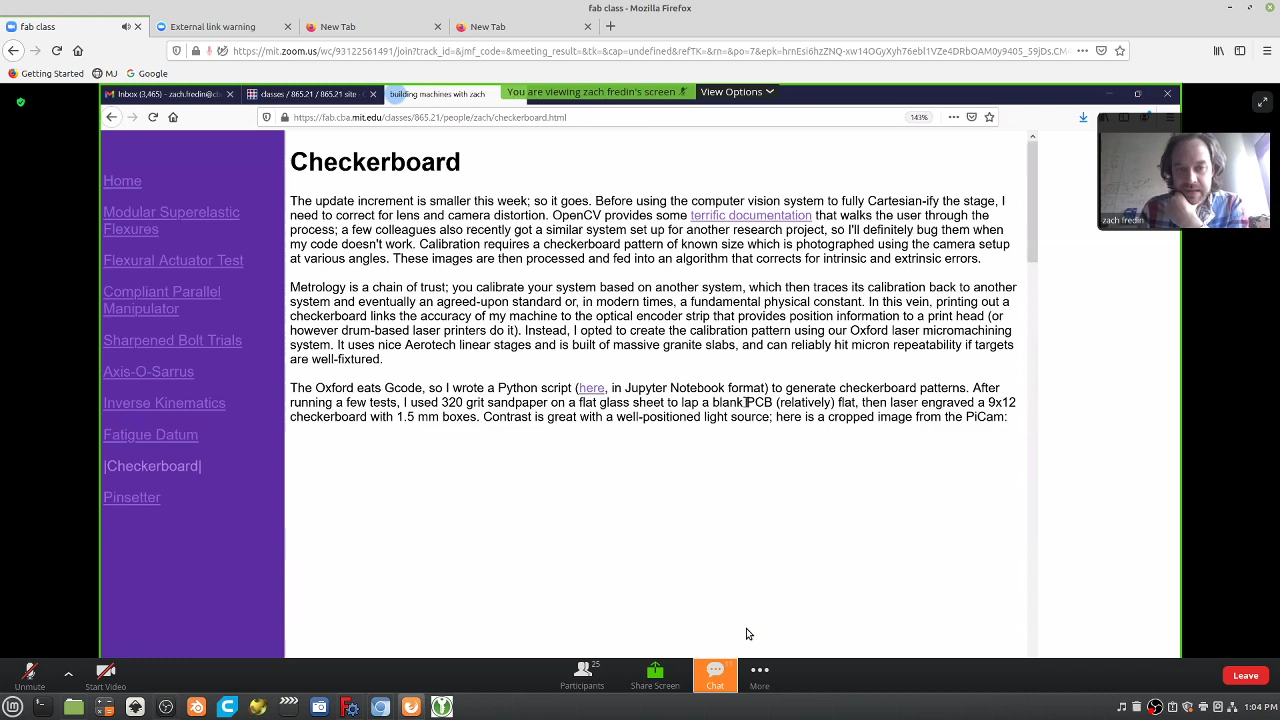 fab class - Mozilla Firefox
fab class
External link warning
New Tab
New Tab
https://mit.zoom.us/wc/93122561491/join?track_id=&jmf_code=&meeting_result=&tk=&cap=undefined&refTK=&rn=&po=7&epk=
Getting Started
MJ
Google
Inbox (3,465) - zach.fredin@cb
classes / 865.21 / 865.21 site - G
building machines with zach
You are viewing zach fredin's screen
View Options
https://fab.cba.mit.edu/classes/865.21/people/zach/checkerboard.html
143%
zach fredin
Home
Modular Superelastic
Flexures
Flexural Actuator Test
Compliant Parallel
Manipulator
Sharpened Bolt Trials
Axis-O-Sarrus
Inverse Kinematics
Fatigue Datum
|Checkerboard|
Pinsetter
Checkerboard
The update increment is smaller this week; so it goes. Before using the computer vision system to fully Cartesian-ify the stage, I
need to correct for lens and camera distortion. OpenCV provides some terrific documentation that walks the user through the
process; a few colleagues also recently got a similar system set up for another research project, so I'll definitely bug them when
my code doesn't work. Calibration requires a checkerboard pattern of known size which is photographed using the camera setup
at various angles. These images are then processed and fed into an algorithm that corrects for intrinsic and extrinsic errors.
Metrology is a chain of trust; you calibrate your system based on another system, which then traces its calibration back to another
system and eventually an agreed-upon standard or, in modern times, a fundamental physical constant. In this vein, printing out a
checkerboard links the accuracy of my machine to the optical encoder strip that provides position information to a print head (or
however drum-based laser printers do it). Instead, I opted to create the calibration pattern using our Oxford laser micromachining
system. It uses nice Aerotech linear stages and is built of massive granite slabs, and can reliably hit micron repeatability if targets
are well-fixtured.
The Oxford eats Gcode, so I wrote a Python script (here, in Jupyter Notebook format) to generate checkerboard patterns. After
running a few tests, I used 320 grit sandpaper on a flat glass sheet to lap a blank PCB (relatively) flat, then laser engraved a 9x12
checkerboard with 1.5 mm boxes. Contrast is great with a well-positioned light source; here is a cropped image from the PiCam:
Unmute
Start Video
25
Participants
Share Screen
Chat
More
Leave
1:04 PM